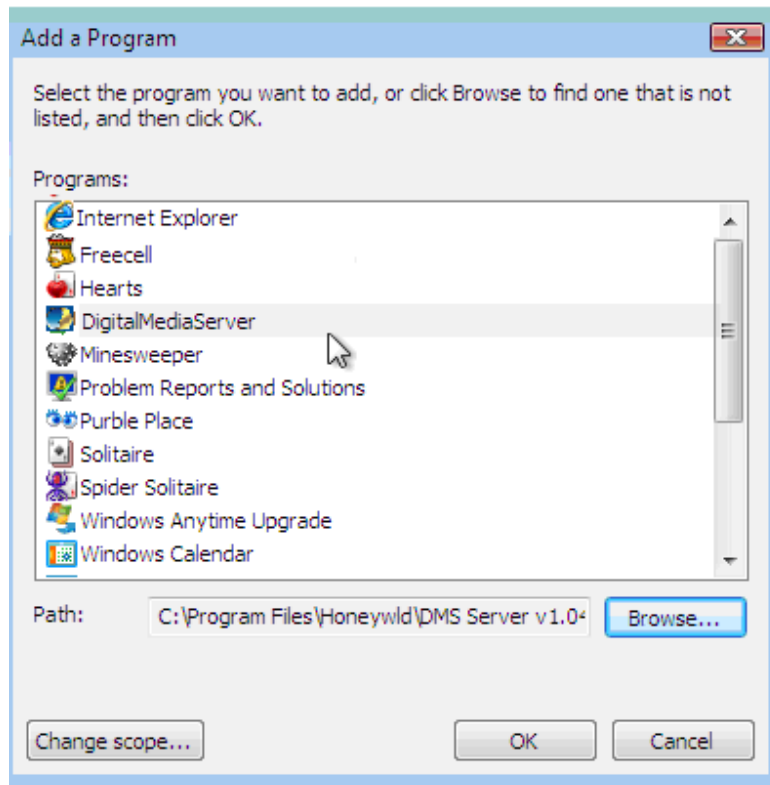 Add a Program
Select the program you want to add, or click Browse to find one that is not
listed, and then click OK.
Programs:
Internet Explorer
Freecell
Hearts
DigitalMediaServer
Minesweeper
Problem Reports and Solutions
Purble Place
Solitaire
Spider Solitaire
Windows Anytime Upgrade
Windows Calendar
Path: C:\Program Files\Honeywld\DMS Server v1.04 Browse...
Change scope... OK Cancel